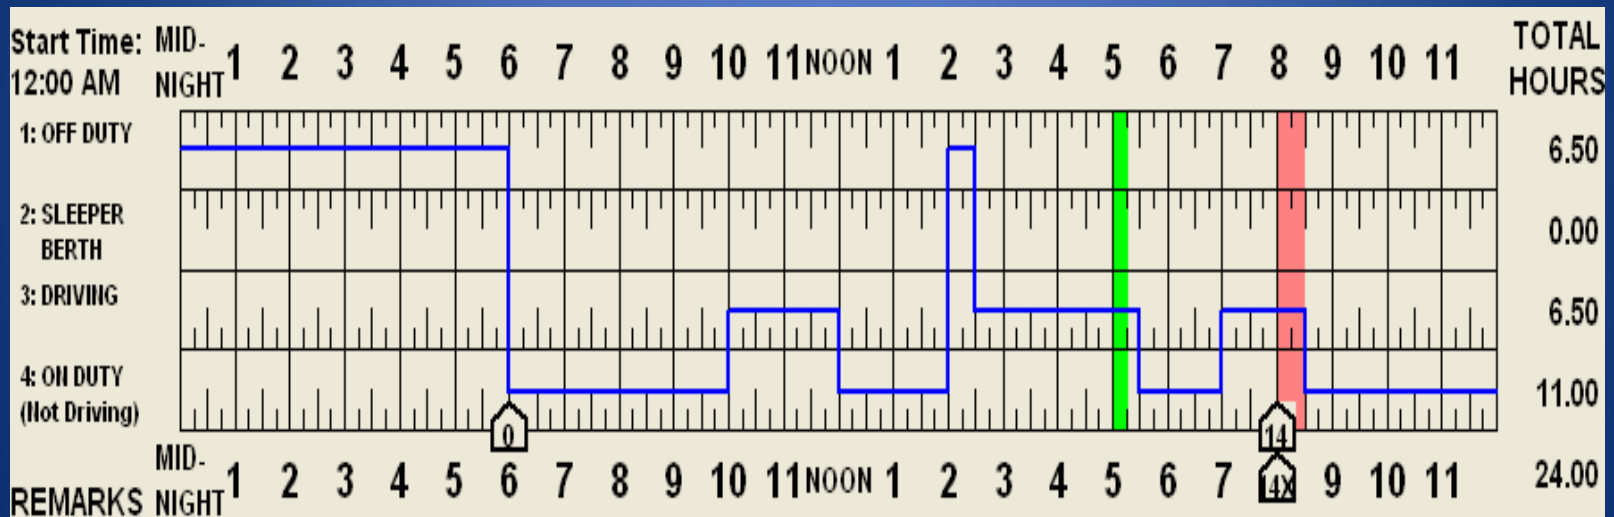 Start Time:
12:00 AM
MID-
NIGHT 1 2 3 4 5 6 7 8 9 10 11 NOON 1 2 3 4 5 6 7 8 9 10 11
TOTAL
HOURS
1: OFF DUTY 6.50
2: SLEEPER
BERTH 0.00
3: DRIVING 6.50
4: ON DUTY
(Not Driving) 11.00
0 14
14X
MID-
NIGHT 1 2 3 4 5 6 7 8 9 10 11 NOON 1 2 3 4 5 6 7 8 9 10 11
24.00
REMARKS